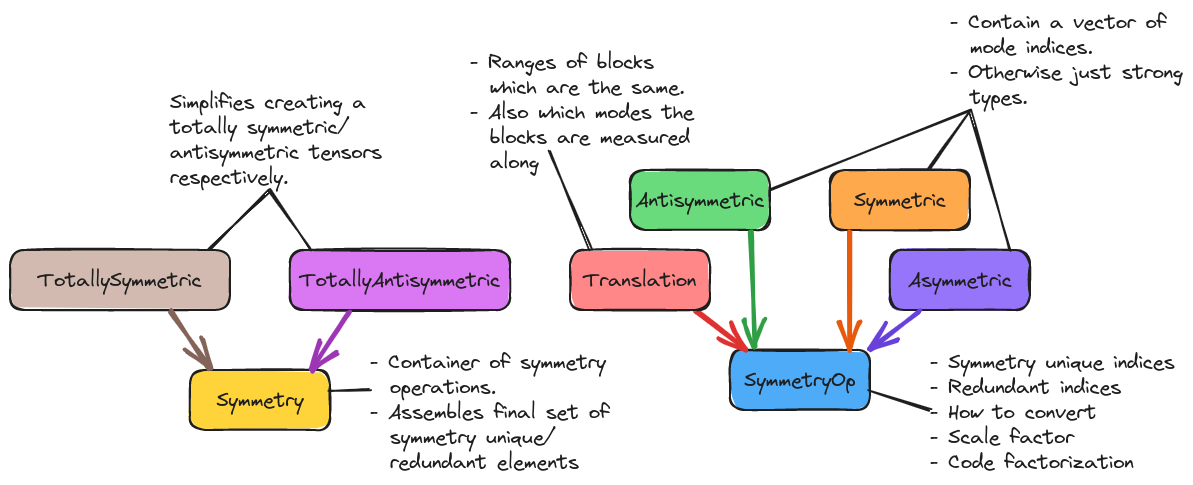 - Contain a vector of
mode indices.
- Otherwise just strong
types.
- Ranges of blocks
which are the same.
- Also which modes the
blocks are measured
along
Simplifies creating a
totally symmetric/
antisymmetric tensors
respectively.
Antisymmetric
Symmetric
TotallySymmetric
TotallyAntisymmetric
Translation
Asymmetric
Symmetry
- Container of symmetry
operations.
- Assembles final set of
symmetry unique/
redundant elements
SymmetryOp
- Symmetry unique indices
- Redundant indices
- How to convert
- Scale factor
- Code factorization